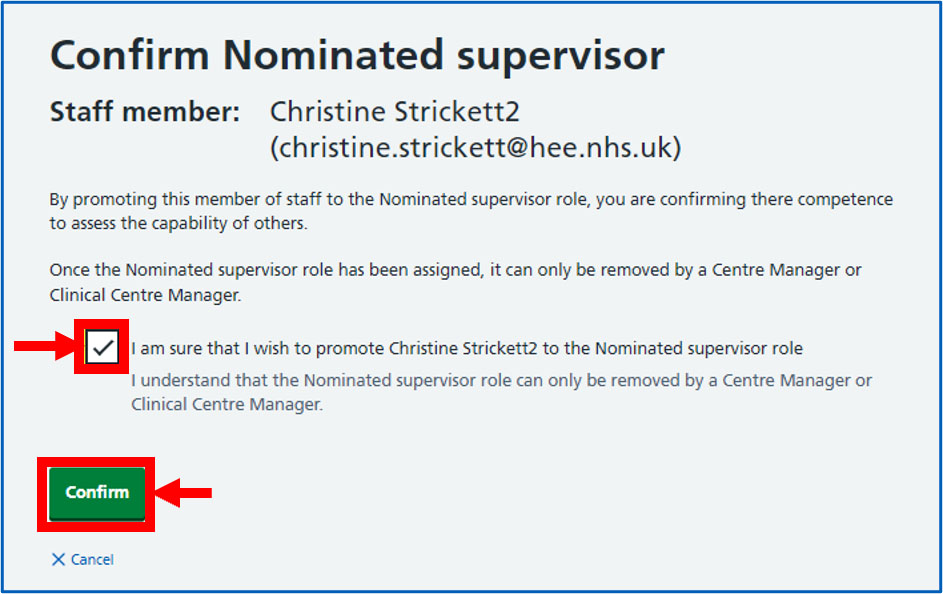 Confirm Nominated supervisor
Staff member: Christine Strickett2
(christine.strickett@hee.nhs.uk)
By promoting this member of staff to the Nominated supervisor role, you are confirming there competence
to assess the capability of others.
Once the Nominated supervisor role has been assigned, it can only be removed by a Centre Manager or
Clinical Centre Manager.
I am sure that I wish to promote Christine Strickett2 to the Nominated supervisor role
I understand that the Nominated supervisor role can only be removed by a Centre Manager or
Clinical Centre Manager.
Confirm
Cancel